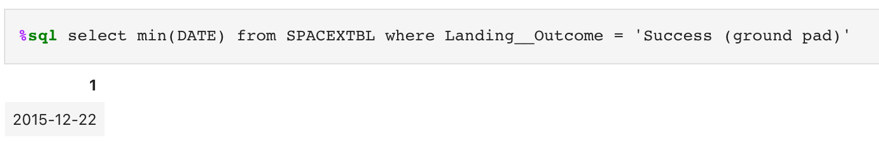 %sql select min(DATE) from SPACEXTBL where Landing__Outcome = 'Success (ground pad)'
1
2015-12-22